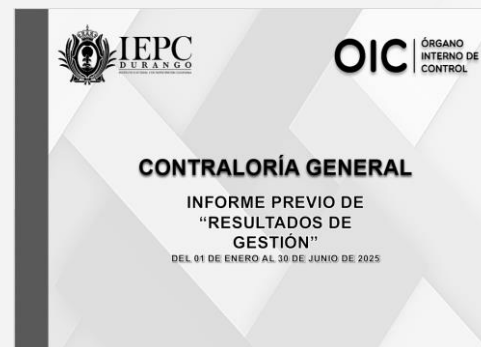 IEPC
DURANGO
OIC
ÓRGANO
INTERNO DE
CONTROL
CONTRALORÍA GENERAL
INFORME PREVIO DE
“RESULTADOS DE
GESTIÓN”
DEL 01 DE ENERO AL 30 DE JUNIO DE 2025